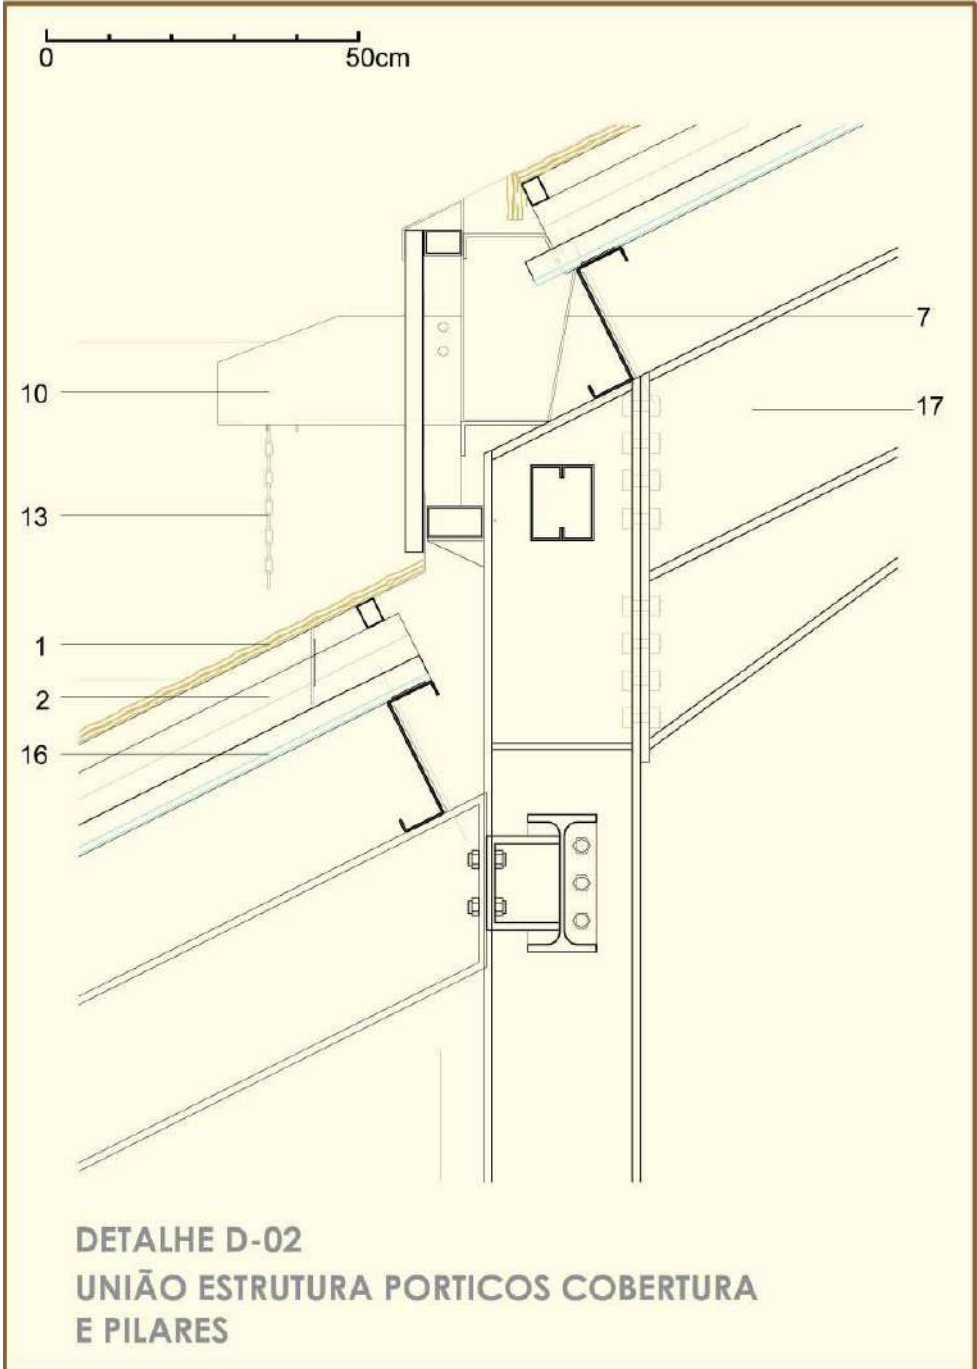 0 50cm
7
10
17
13
1
2
16
DETALHE D-02
UNIÃO ESTRUTURA PORTICOS COBERTURA
E PILARES